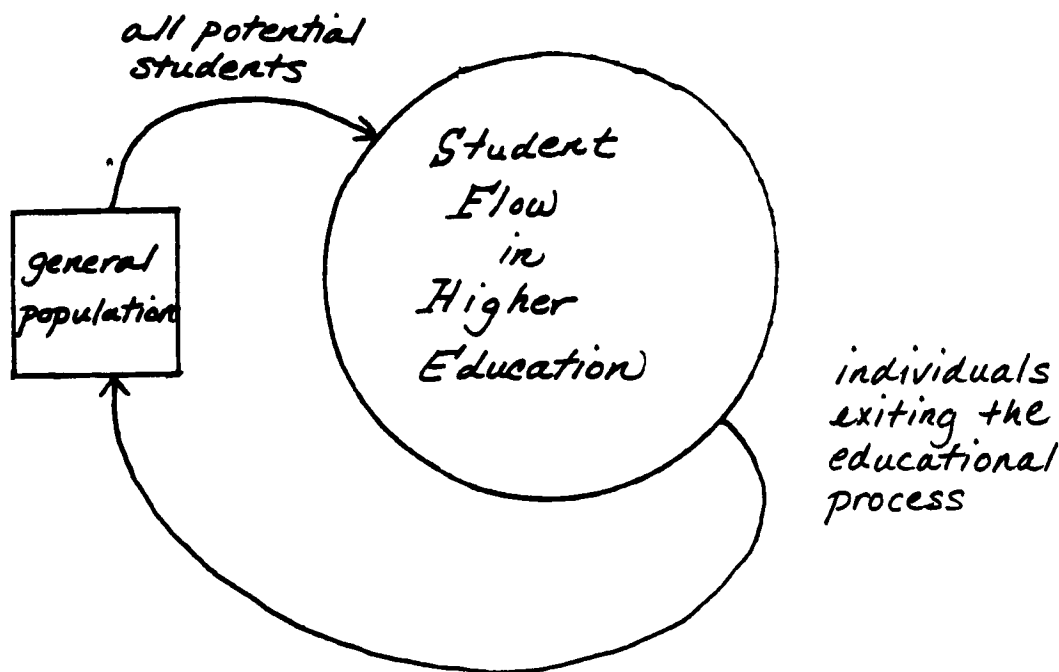 all potential
students
Student
Flow
in
Higher
Education
general
population
individuals
exiting the
educational
process